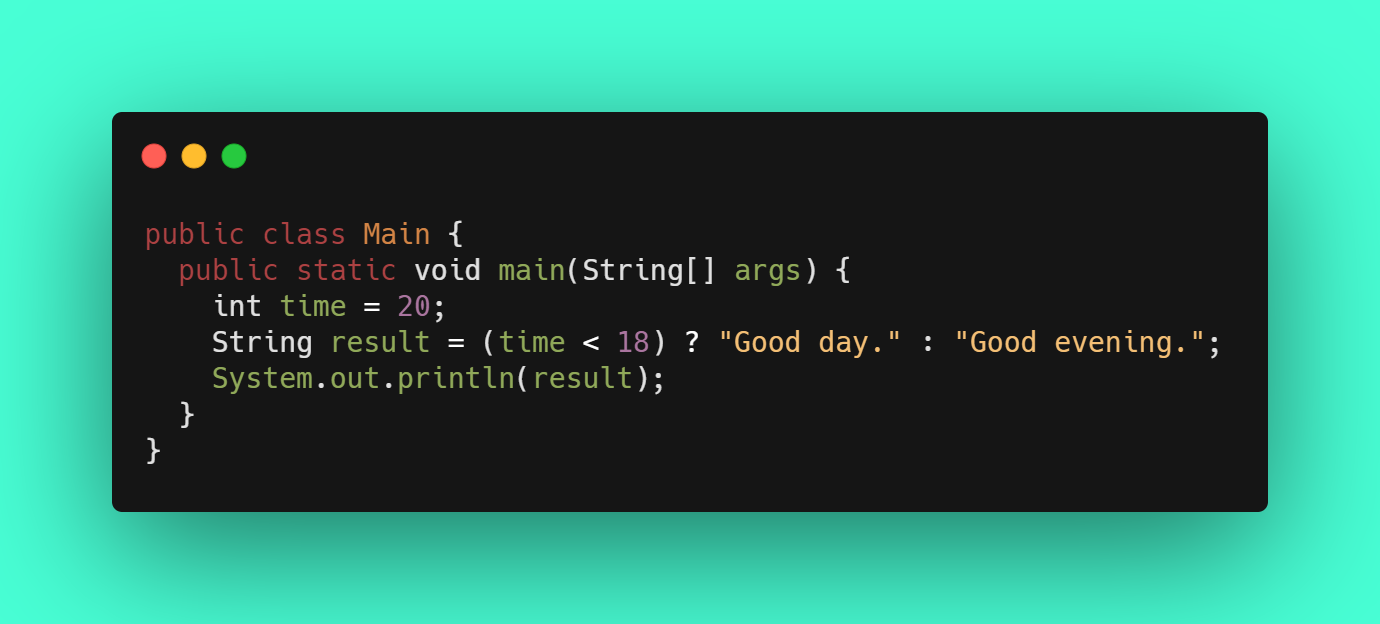 public class Main {
  public static void main(String[] args) {
    int time = 20;
    String result = (time < 18) ? "Good day." : "Good evening.";
    System.out.println(result);
  }
}